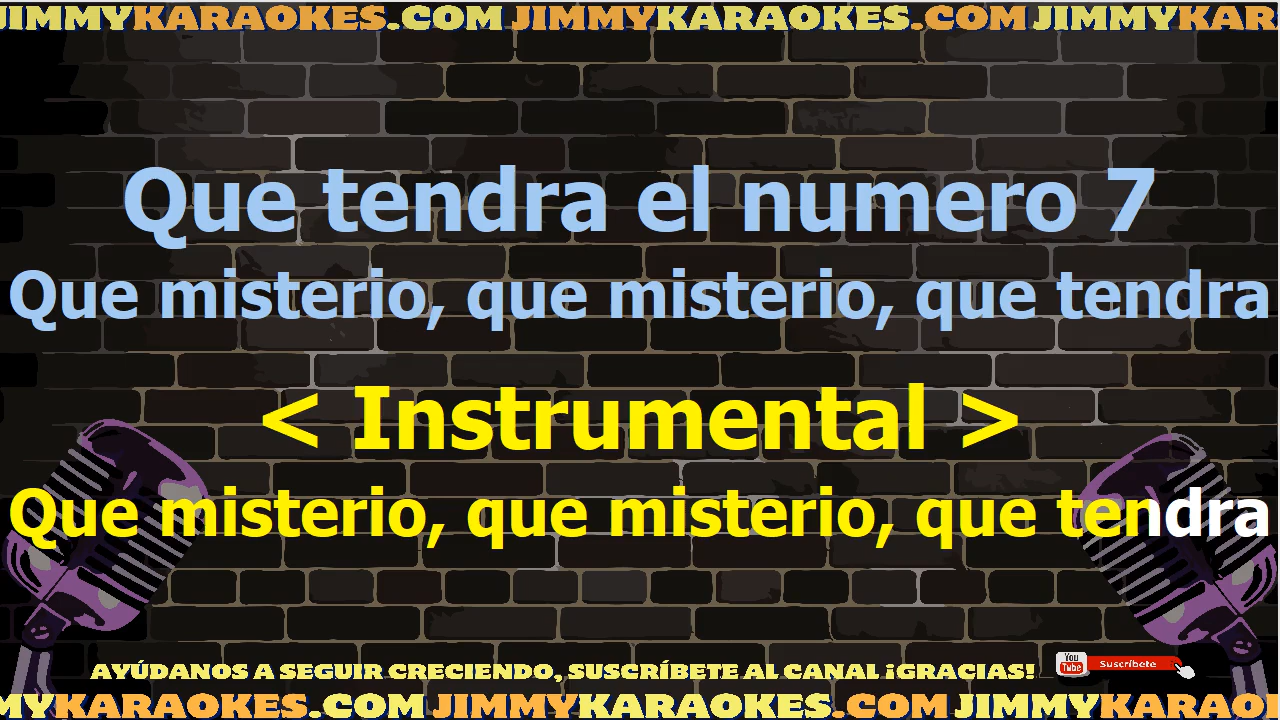 JIMMYKARAOKES.COM JIMMYKARAOKES.COM JIMMYKAR
Que tendra el numero 7
Que misterio, que misterio, que tendra
< Instrumental >
Que misterio, que misterio, que tendra
AYÚDANOS A SEGUIR CRECIENDO, SUSCRÍBETE AL CANAL ¡GRACIAS!
You Tube Suscríbete
MYKARAOKES.COM JIMMYKARAOKES.COM JIMMYKARAOK